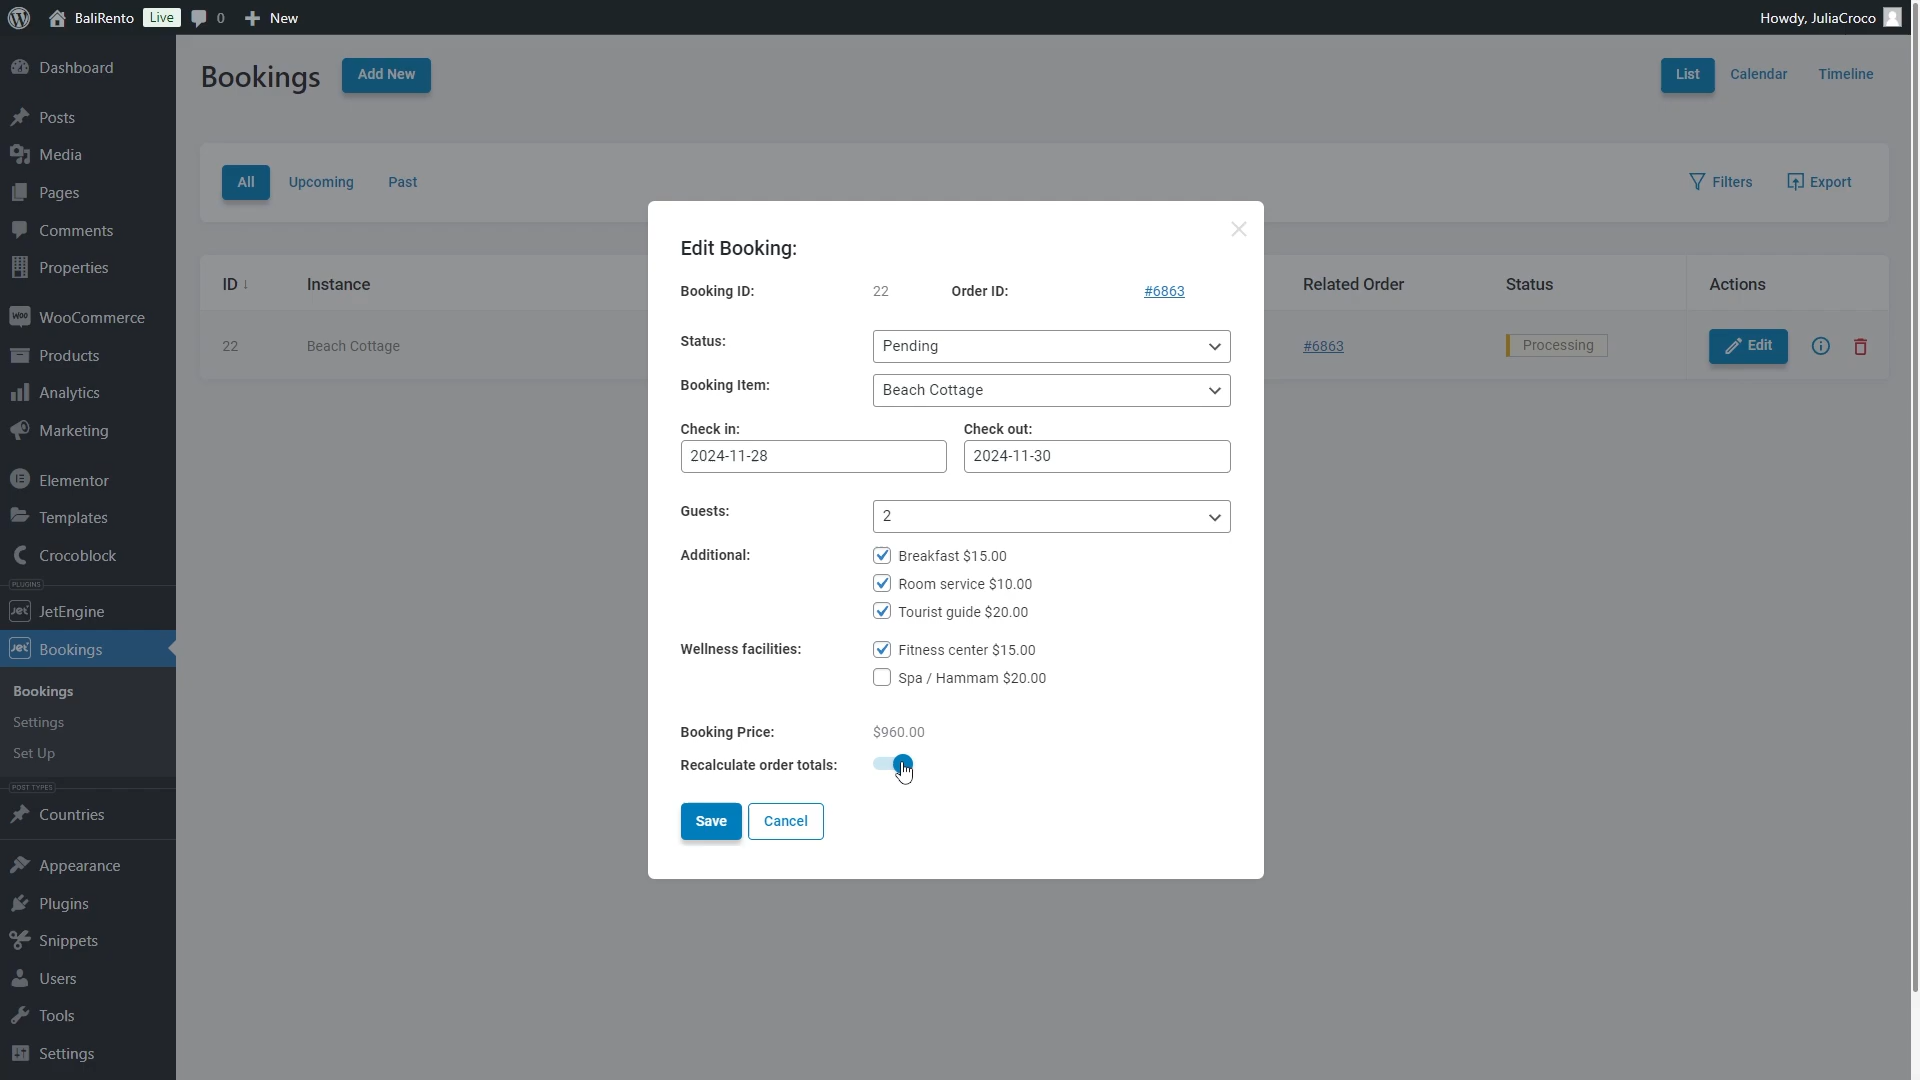 BaliRento Live 0 New Howdy, JuliaCroco
Dashboard
Posts
Media
Pages
Comments
Properties
Woo WooCommerce
Products
Analytics
Marketing
Elementor
Templates
Crocoblock
PLUGINS
Jet JetEngine
Jet Bookings
Bookings
Settings
Set Up
POST TYPES
Countries
Appearance
Plugins
Snippets
Users
Tools
Settings
Bookings Add New List Calendar Timeline
All Upcoming Past Filters Export
ID ↓ Instance Related Order Status Actions
22 Beach Cottage #6863 Processing Edit
Edit Booking:
Booking ID: 22 Order ID: #6863
Status: Pending
Booking Item: Beach Cottage
Check in: Check out:
2024-11-28 2024-11-30
Guests: 2
Additional: Breakfast $15.00
Room service $10.00
Tourist guide $20.00
Wellness facilities: Fitness center $15.00
Spa / Hammam $20.00
Booking Price: $960.00
Recalculate order totals:
Save Cancel